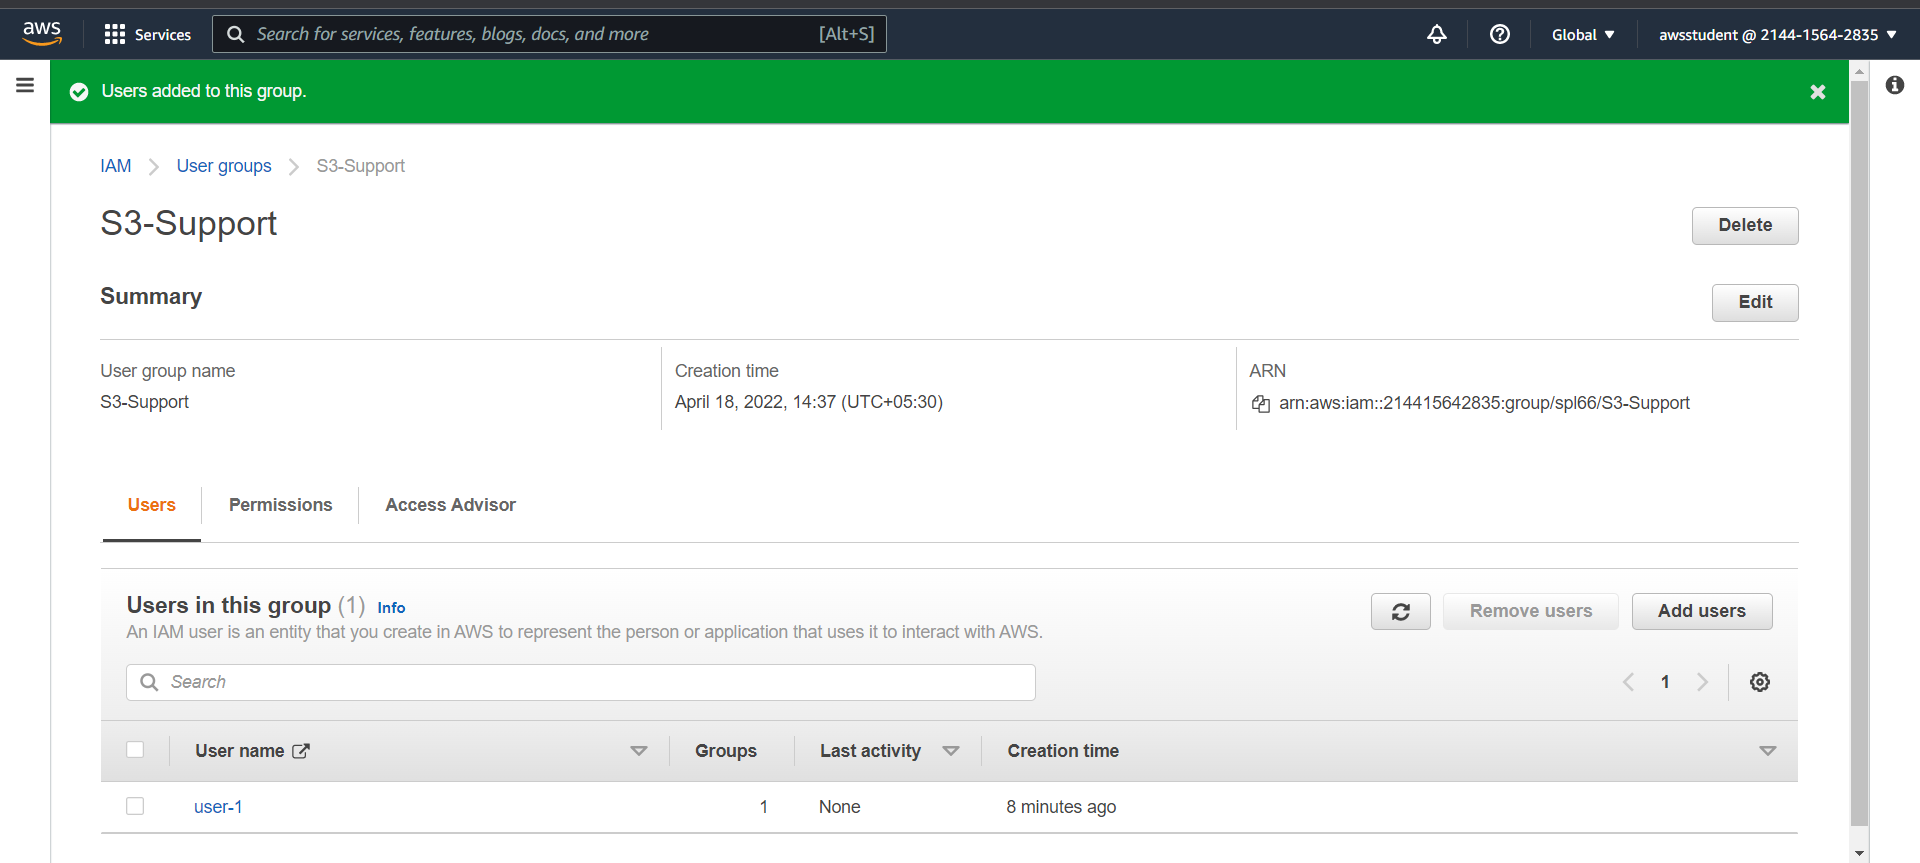 aws Services Search for services, features, blogs, docs, and more [Alt+S] Global awsstudent @ 2144-1564-2835
Users added to this group.
IAM User groups S3-Support
S3-Support
Delete
Summary
Edit
User group name
S3-Support
Creation time
April 18, 2022, 14:37 (UTC+05:30)
ARN
arn:aws:iam::214415642835:group/spl66/S3-Support
Users Permissions Access Advisor
Users in this group (1) Info
An IAM user is an entity that you create in AWS to represent the person or application that uses it to interact with AWS.
Remove users Add users
Search
1
User name Groups Last activity Creation time
user-1 1 None 8 minutes ago